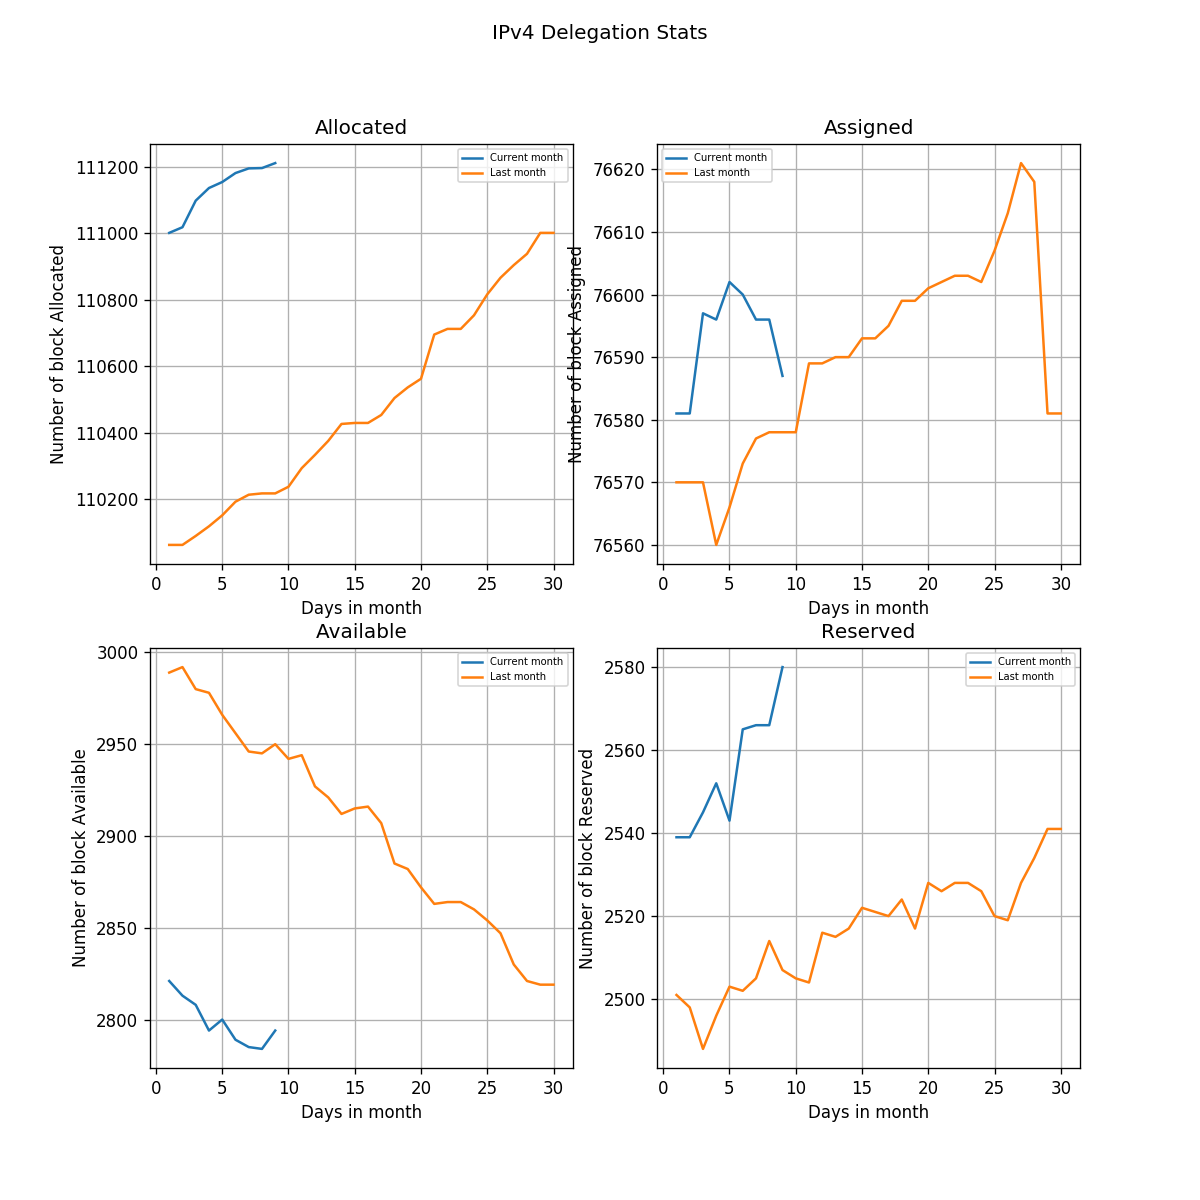 IPv4 Delegation Stats
Allocated
Number of block Allocated
111200
111000
110800
110600
110400
110200
Current month
Last month
0 5 10 15 20 25 30
Days in month
Assigned
Number of block Assigned
76620
76610
76600
76590
76580
76570
76560
Current month
Last month
0 5 10 15 20 25 30
Days in month
Available
Number of block Available
3000
2950
2900
2850
2800
Current month
Last month
0 5 10 15 20 25 30
Days in month
Reserved
Number of block Reserved
2580
2560
2540
2520
2500
Current month
Last month
0 5 10 15 20 25 30
Days in month